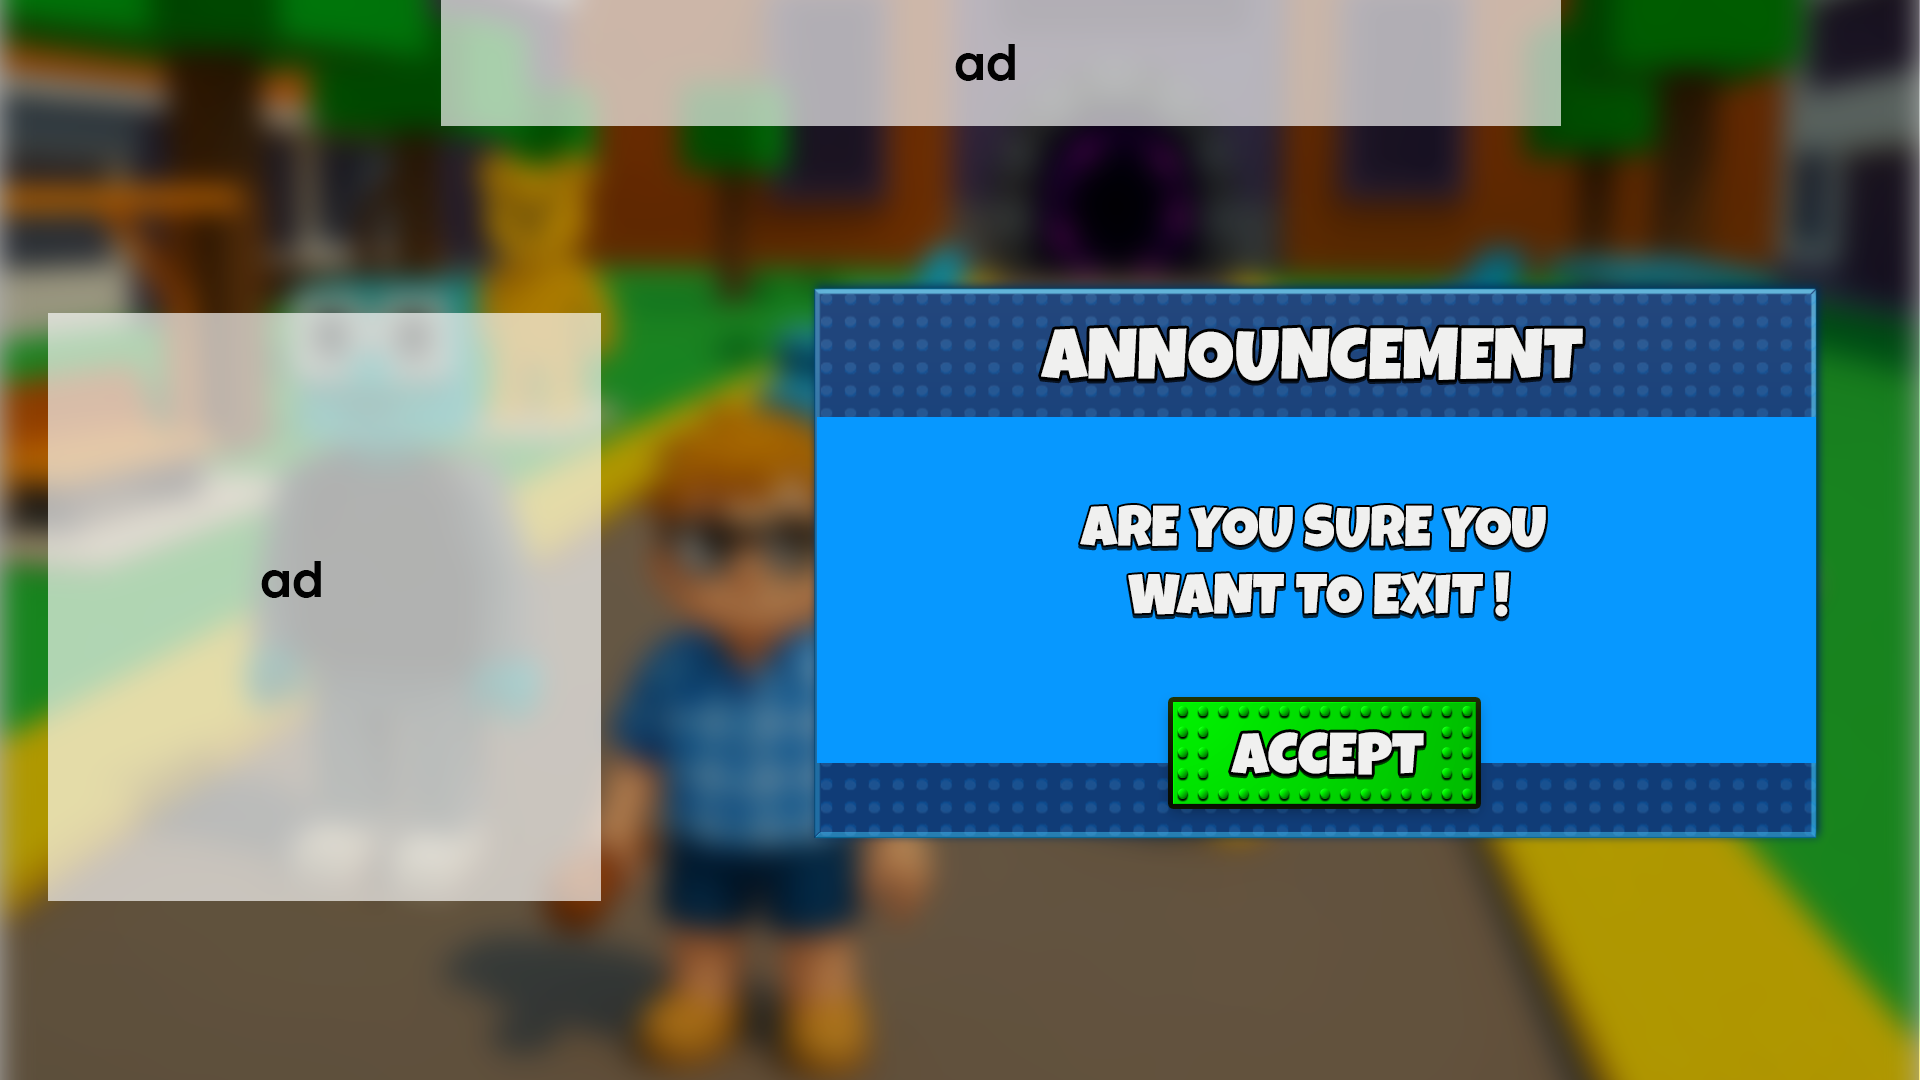 ad
ANNOUNCEMENT
ARE YOU SURE YOU
WANT TO EXIT !
ad
ACCEPT